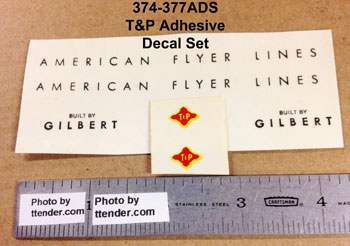 374-377ADS
T&P Adhesive
Decal Set
AMERICAN FLYER LINES
AMERICAN FLYER LINES
BUILT BY
GILBERT
T&P
BUILT BY
GILBERT
T&P
Photo by
ttender.com
1
Photo by
ttender.com
STAINLESS STEEL
3
CRAFTSMAN
4